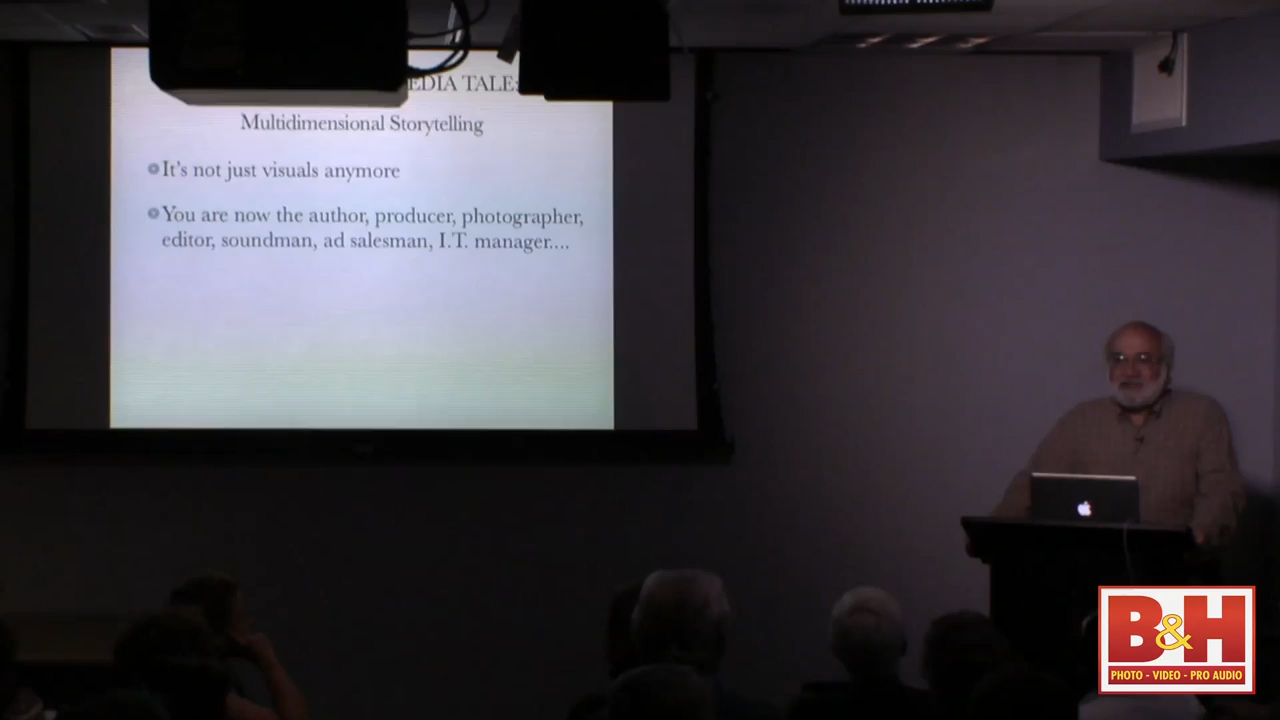 EDIA TALE:
Multidimensional Storytelling
It's not just visuals anymore
You are now the author, producer, photographer,
editor, soundman, ad salesman, I.T. manager....
B&H
PHOTO - VIDEO - PRO AUDIO